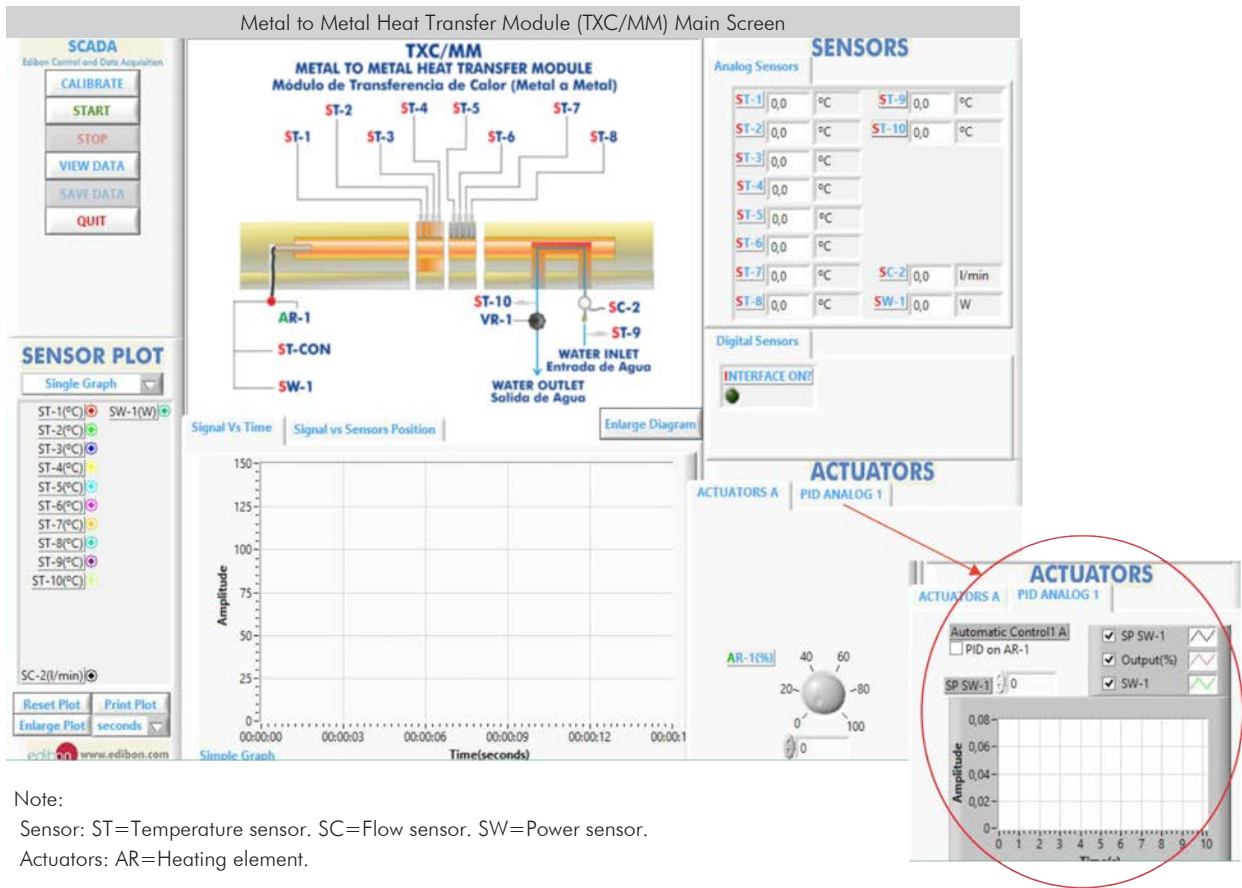 Metal to Metal Heat Transfer Module (TXC/MM) Main Screen
SCADA
Edibon Control and Data Acquisition
CALIBRATE
START
STOP
VIEW DATA
SAVE DATA
QUIT
TXC/MM
METAL TO METAL HEAT TRANSFER MODULE
Módulo de Transferencia de Calor (Metal a Metal)
ST-2
ST-4
ST-5
ST-7
ST-1
ST-3
ST-6
ST-8
AR-1
ST-CON
SW-1
ST-10
VR-1
SC-2
ST-9
WATER INLET
Entrada de Agua
WATER OUTLET
Salida de Agua
Enlarge Diagram
SENSORS
Analog Sensors
ST-1 0,0 ºC
ST-2 0,0 ºC
ST-3 0,0 ºC
ST-4 0,0 ºC
ST-5 0,0 ºC
ST-6 0,0 ºC
ST-7 0,0 ºC
ST-8 0,0 ºC
ST-9 0,0 ºC
ST-10 0,0 ºC
SC-2 0,0 l/min
SW-1 0,0 W
Digital Sensors
INTERFACE ON?
SENSOR PLOT
Single Graph
ST-1(ºC)
ST-2(ºC)
ST-3(ºC)
ST-4(ºC)
ST-5(ºC)
ST-6(ºC)
ST-7(ºC)
ST-8(ºC)
ST-9(ºC)
ST-10(ºC)
SW-1(W)
SC-2(l/min)
Reset Plot
Print Plot
Enlarge Plot
seconds
edibon www.edibon.com
Signal Vs Time
Signal vs Sensors Position
150
125
100
75
50
25
0
Amplitude
00:00:00 00:00:03 00:00:06 00:00:09 00:00:12 00:00:1
Simple Graph
Time(seconds)
ACTUATORS
ACTUATORS A
PID ANALOG 1
AR-1(%)
0 20 40 60 80 100
0
ACTUATORS
ACTUATORS A
PID ANALOG 1
Automatic Control1 A
PID on AR-1
SP SW-1 0
SP SW-1
Output(%)
SW-1
0,08
0,06
0,04
0,02
0
Amplitude
0 1 2 3 4 5 6 7 8 9 10
Note:
Sensor: ST=Temperature sensor. SC=Flow sensor. SW=Power sensor.
Actuators: AR=Heating element.